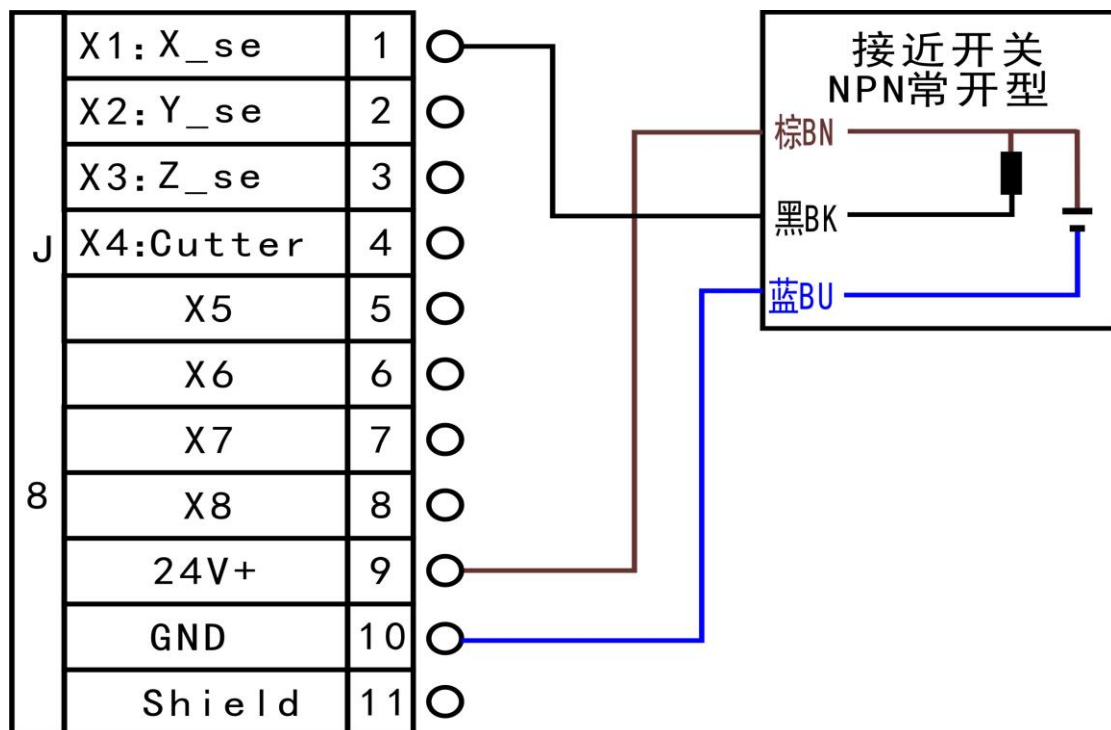 X1:X_se 1
X2:Y_se 2
X3:Z_se 3
X4:Cutter 4
X5 5
X6 6
X7 7
X8 8
24V+ 9
GND 10
Shield 11
J
8
接近开关
NPN常开型
棕BN
黑BK
蓝BU